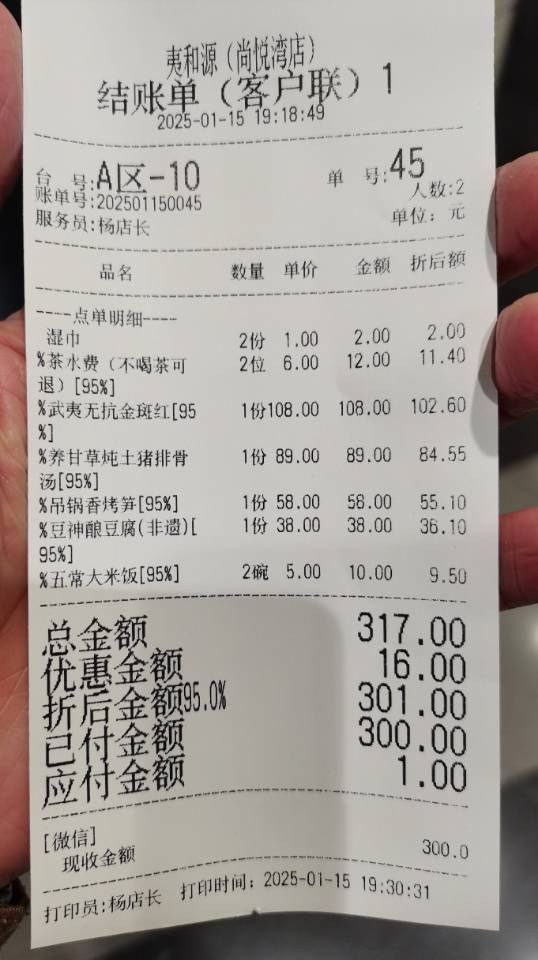 夷和源（尚悦湾店）
结账单（客户联）1
2025-01-15 19:18:49
台 号:A区-10 单 号:45
账单号:202501150045 人数:2
服务员:杨店长 单位: 元
品名 数量 单价 金额 折后额
----点单明细----
湿巾 2份 1.00 2.00 2.00
%茶水费（不喝茶可 2位 6.00 12.00 11.40
退）[95%]
%武夷无抗金斑红[95 1份108.00 108.00 102.60
%]
%养甘草炖土猪排骨 1份 89.00 89.00 84.55
汤[95%]
%吊锅香烤笋[95%] 1份 58.00 58.00 55.10
%豆神酿豆腐(非遗)[ 1份 38.00 38.00 36.10
95%]
%五常大米饭[95%] 2碗 5.00 10.00 9.50
总金额 317.00
优惠金额 16.00
折后金额95.0% 301.00
已付金额 300.00
应付金额 1.00
[微信]
现收金额 300.0
打印员:杨店长 打印时间: 2025-01-15 19:30:31